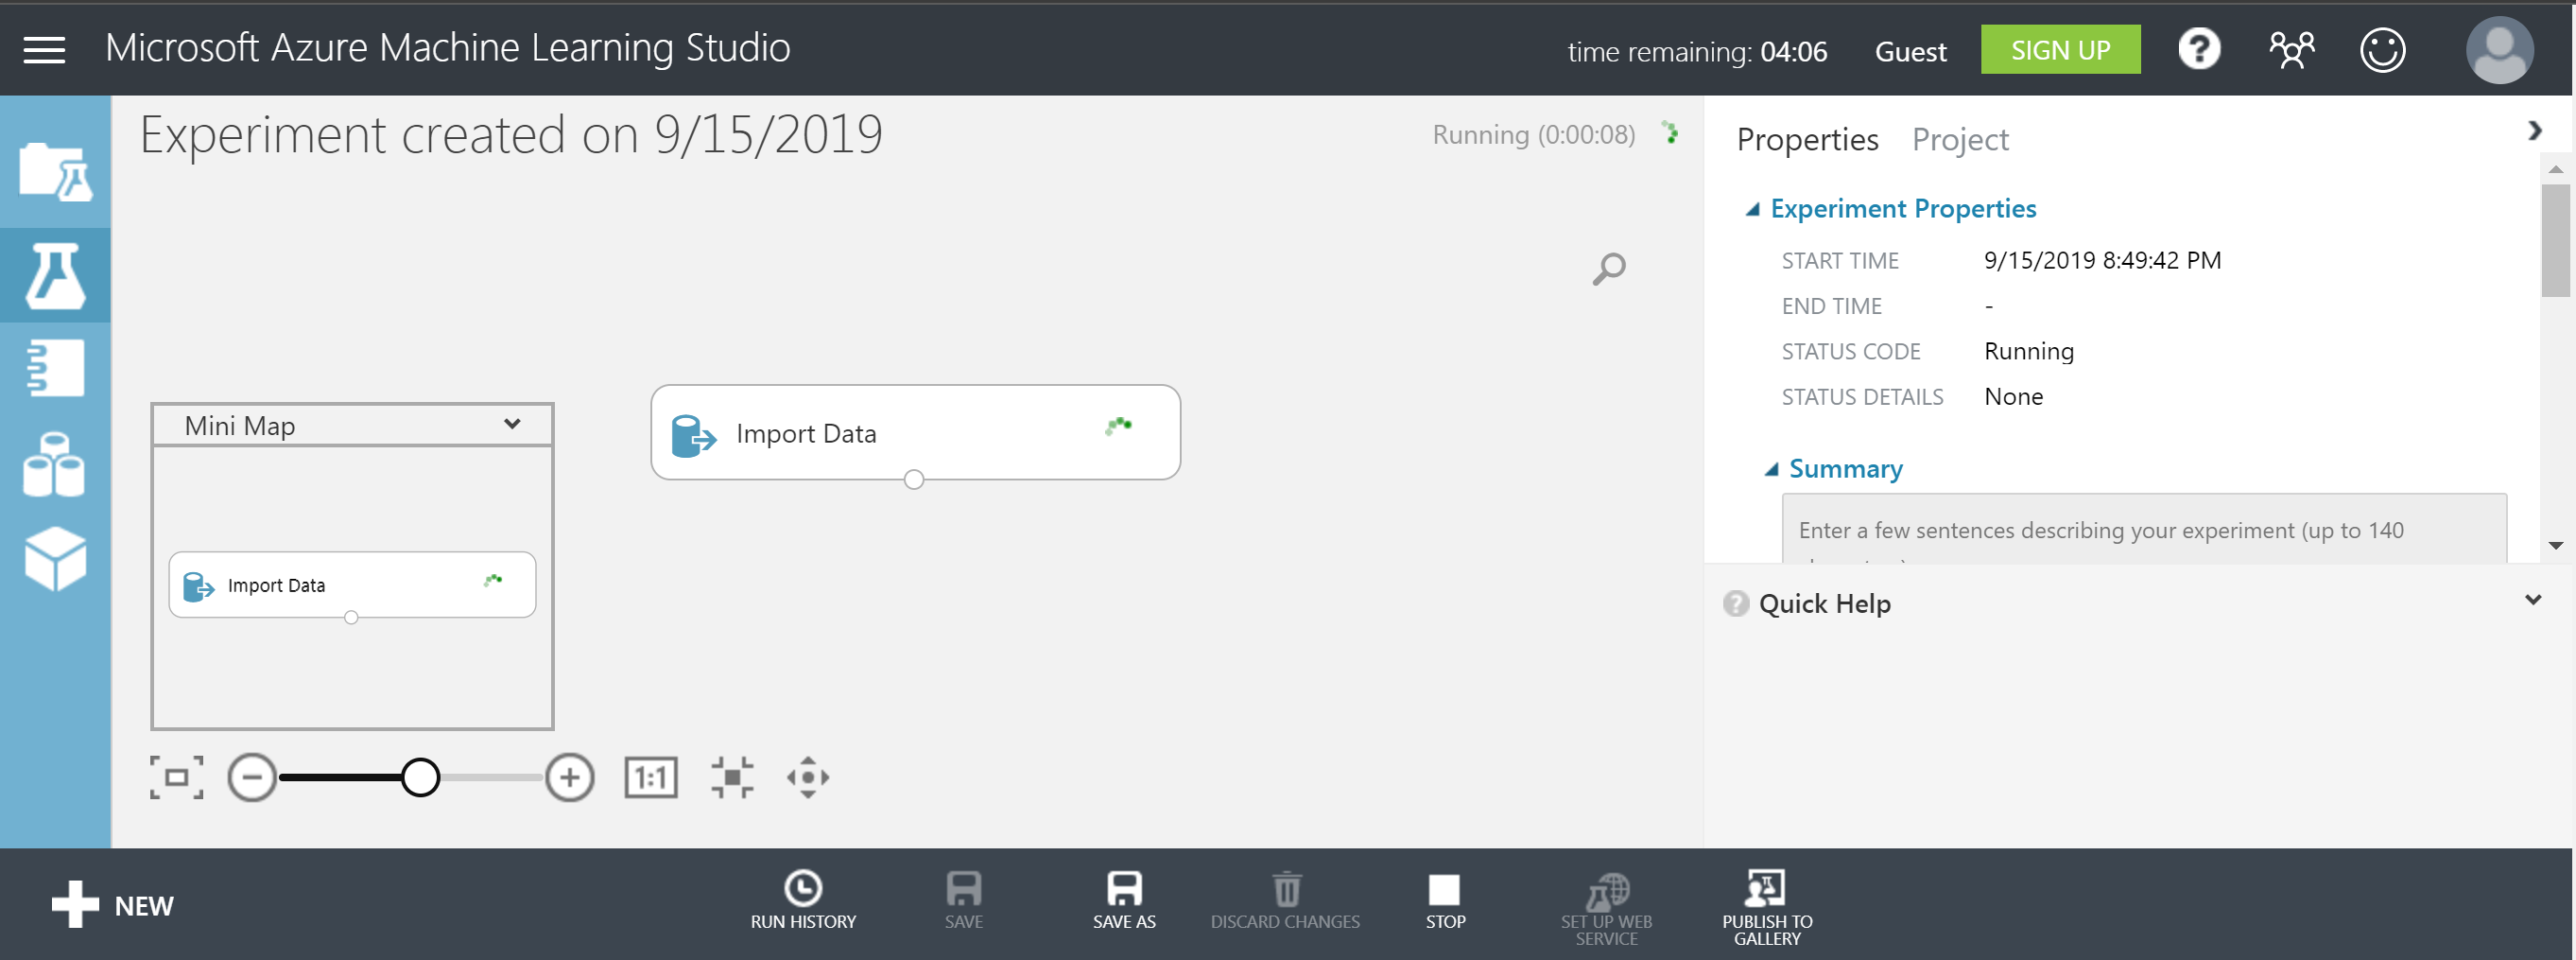 Microsoft Azure Machine Learning Studio
time remaining: 04:06 Guest SIGN UP
Experiment created on 9/15/2019
Running (0:00:08)
Properties Project
Experiment Properties
START TIME 9/15/2019 8:49:42 PM
END TIME -
STATUS CODE Running
STATUS DETAILS None
Summary
Enter a few sentences describing your experiment (up to 140
Quick Help
Import Data
Mini Map
Import Data
1:1
NEW
RUN HISTORY
SAVE
SAVE AS
DISCARD CHANGES
STOP
SET UP WEB
SERVICE
PUBLISH TO
GALLERY